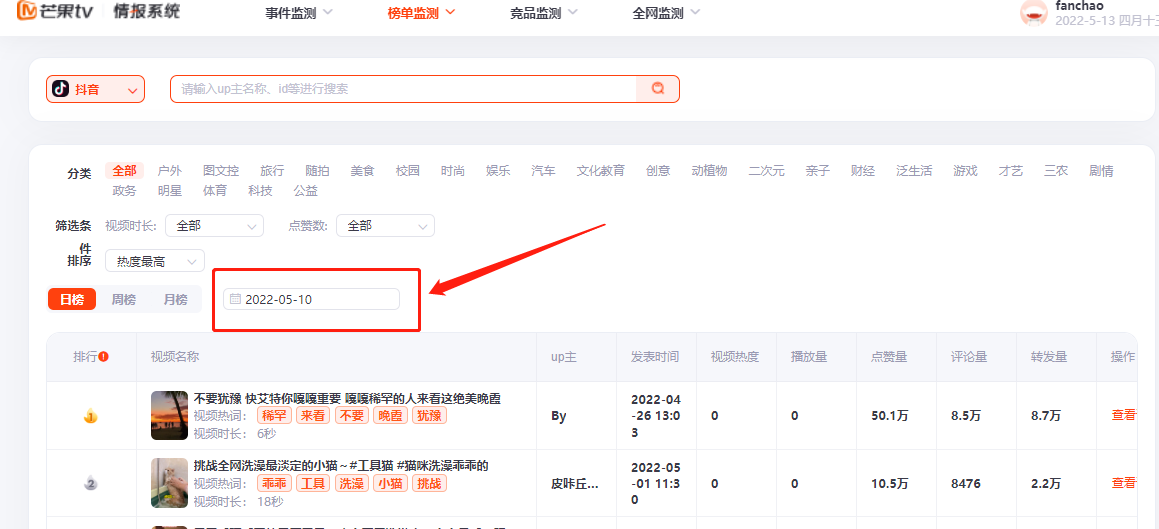 芒果tv 情报系统 事件监测 榜单监测 竞品监测 全网监测 fanchao
2022-5-13 四月十三
抖音 请输入up主名称、id等进行搜索
分类 全部 户外 图文控 旅行 随拍 美食 校园 时尚 娱乐 汽车 文化教育 创意 动植物 二次元 亲子 财经 泛生活 游戏 才艺 三农 剧情
政务 明星 体育 科技 公益
筛选条件 视频时长: 全部 点赞数: 全部
排序 热度最高
日榜 周榜 月榜 2022-05-10
排行 视频名称 up主 发表时间 视频热度 播放量 点赞量 评论量 转发量 操作
1 不要犹豫 快艾特你嘎嘎重要 嘎嘎稀罕的人来看这绝美晚霞
视频热词: 稀罕 来看 不要 晚霞 犹豫
视频时长: 6秒
By 2022-04-26 13:03 0 0 50.1万 8.5万 8.7万 查看
2 挑战全网洗澡最淡定的小猫～#工具猫 #猫咪洗澡乖乖的
视频热词: 乖乖 工具 洗澡 小猫 挑战
视频时长: 18秒
皮咔丘... 2022-05-01 11:30 0 0 10.5万 8476 2.2万 查看